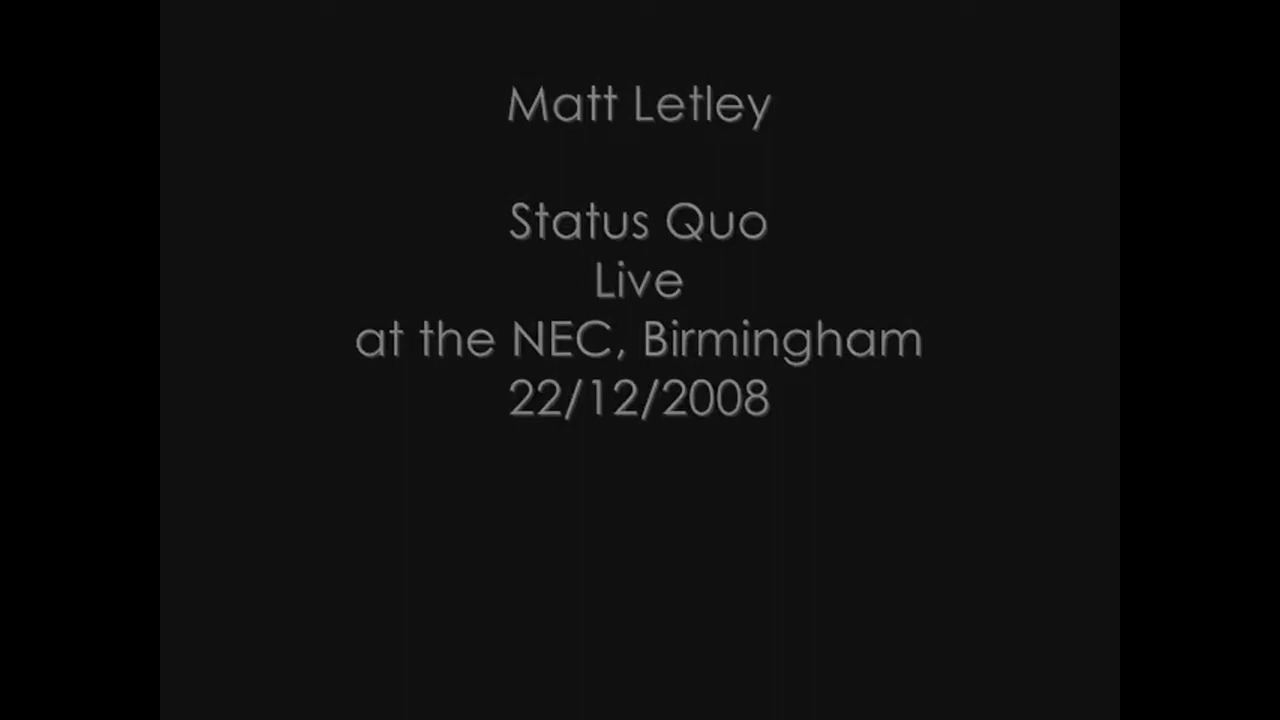 Matt Letley
Status Quo
Live
at the NEC, Birmingham
22/12/2008